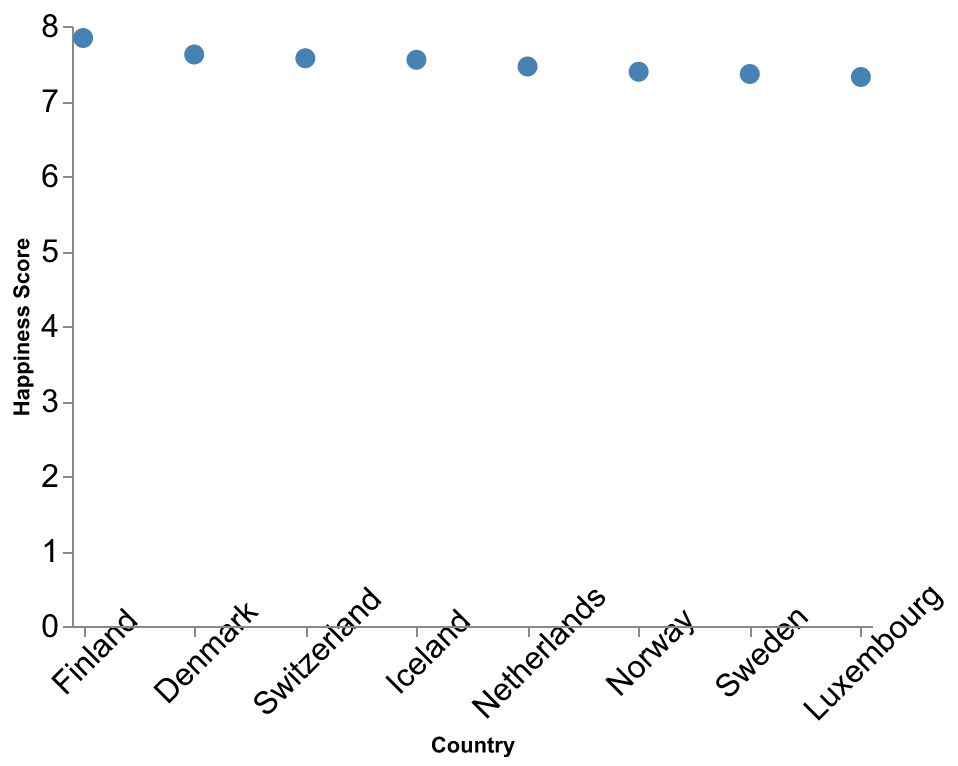 8
7
6
5
4
3
2
1
0
Happiness Score
Finland
Denmark
Switzerland
Iceland
Netherlands
Norway
Sweden
Luxembourg
Country